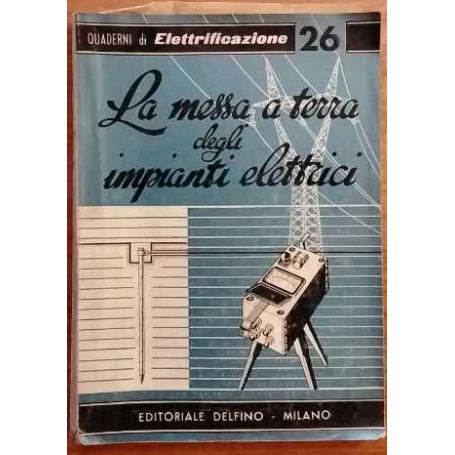 QUADERNI di Elettrificazione 26
La messa a terra
degli
impianti elettrici
EDITORIALE DELFINO - MILANO